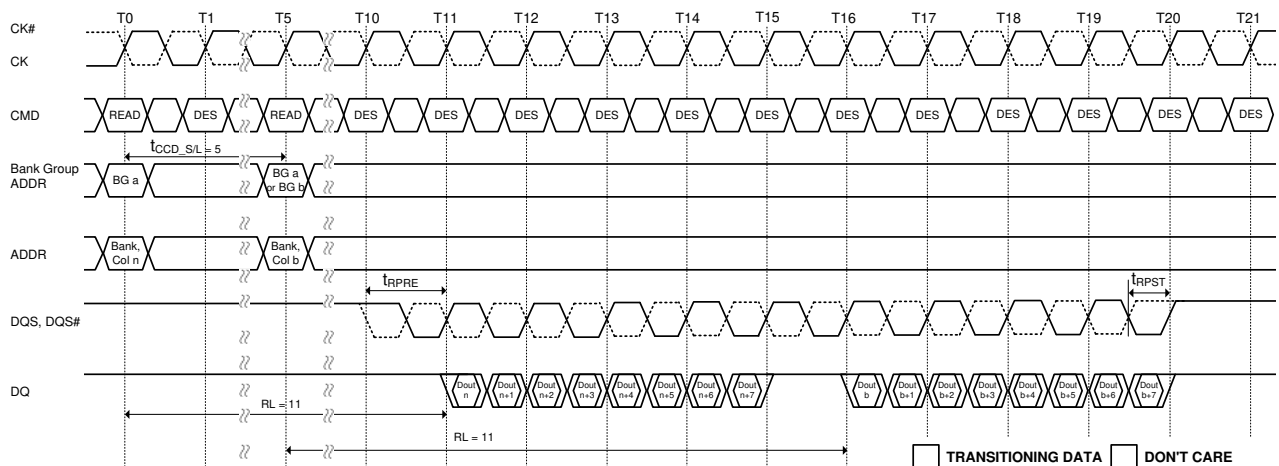 T0 T1 T5 T10 T11 T12 T13 T14 T15 T16 T17 T18 T19 T20 T21
CK#
CK
CMD READ DES READ DES DES DES DES DES DES DES DES DES DES DES DES
tCCD_S/L = 5
Bank Group
ADDR
BG a
BG a
or BG b
ADDR
Bank,
Col n
Bank,
Col b
tRPRE
tRPST
DQS, DQS#
DQ
Dout
n
Dout
n+1
Dout
n+2
Dout
n+3
Dout
n+4
Dout
n+5
Dout
n+6
Dout
n+7
Dout
b
Dout
b+1
Dout
b+2
Dout
b+3
Dout
b+4
Dout
b+5
Dout
b+6
Dout
b+7
RL = 11
RL = 11
TRANSITIONING DATA DON'T CARE